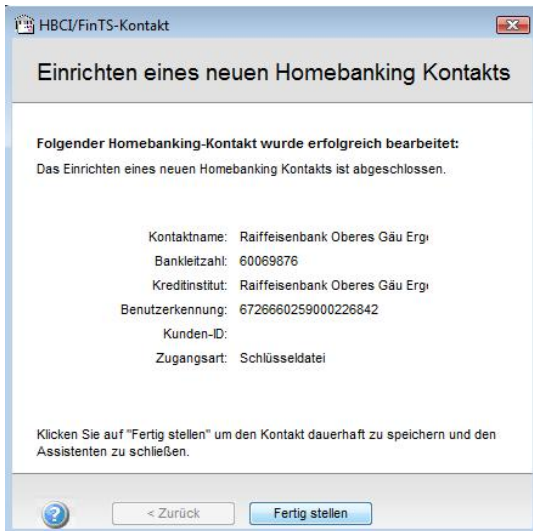 HBCI/FinTS-Kontakt
Einrichten eines neuen Homebanking Kontakts
Folgender Homebanking-Kontakt wurde erfolgreich bearbeitet:
Das Einrichten eines neuen Homebanking Kontakts ist abgeschlossen.
Kontaktname: Raiffeisenbank Oberes Gäu Erg
Bankleitzahl: 60069876
Kreditinstitut: Raiffeisenbank Oberes Gäu Erg
Benutzerkennung: 6726660259000226842
Kunden-ID:
Zugangsart: Schlüsseldatei
Klicken Sie auf "Fertig stellen" um den Kontakt dauerhaft zu speichern und den
Assistenten zu schließen.
? < Zurück Fertig stellen